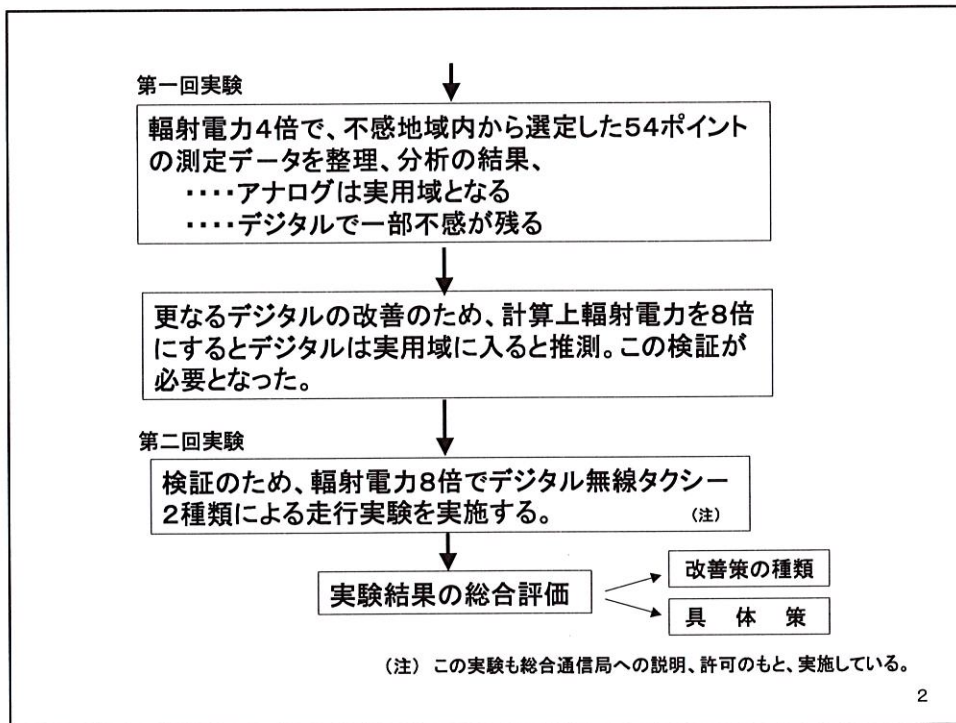 第一回実験
輻射電力4倍で、不感地域内から選定した54ポイント
の測定データを整理、分析の結果、
‥‥アナログは実用域となる
‥‥デジタルで一部不感が残る
更なるデジタルの改善のため、計算上輻射電力を8倍
にするとデジタルは実用域に入ると推測。この検証が
必要となった。
第二回実験
検証のため、輻射電力8倍でデジタル無線タクシー
2種類による走行実験を実施する。 (注)
実験結果の総合評価
改善策の種類
具 体 策
(注) この実験も総合通信局への説明、許可のもと、実施している。
2